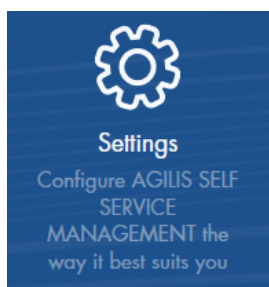 Settings
Configure AGILIS SELF
SERVICE
MANAGEMENT the
way it best suits you